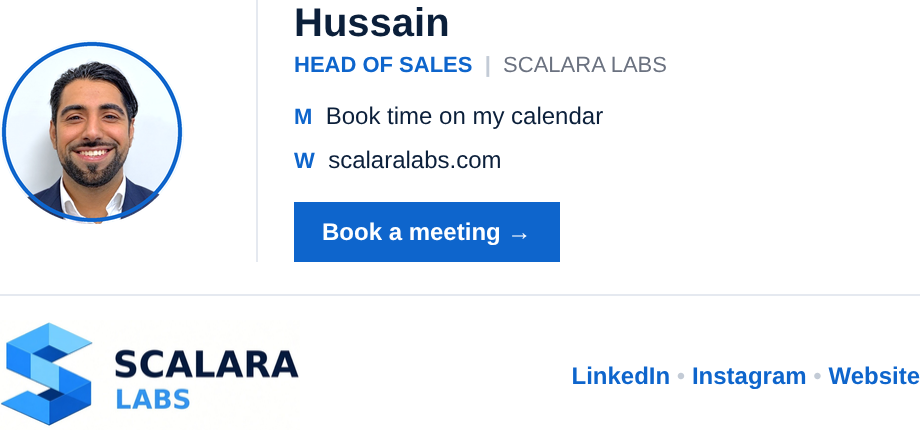 Hussain
HEAD OF SALES | SCALARA LABS
M Book time on my calendar
W scalaralabs.com
Book a meeting →
SCALARA
LABS
LinkedIn • Instagram • Website